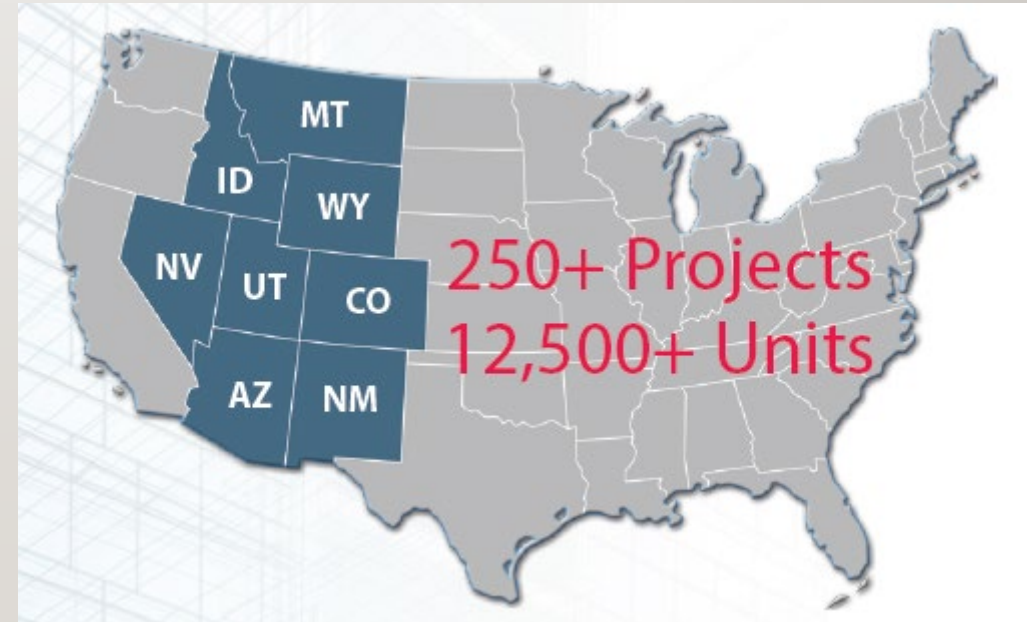 MT
ID
WY
NV
UT
CO
AZ
NM
250+ Projects
12,500+ Units